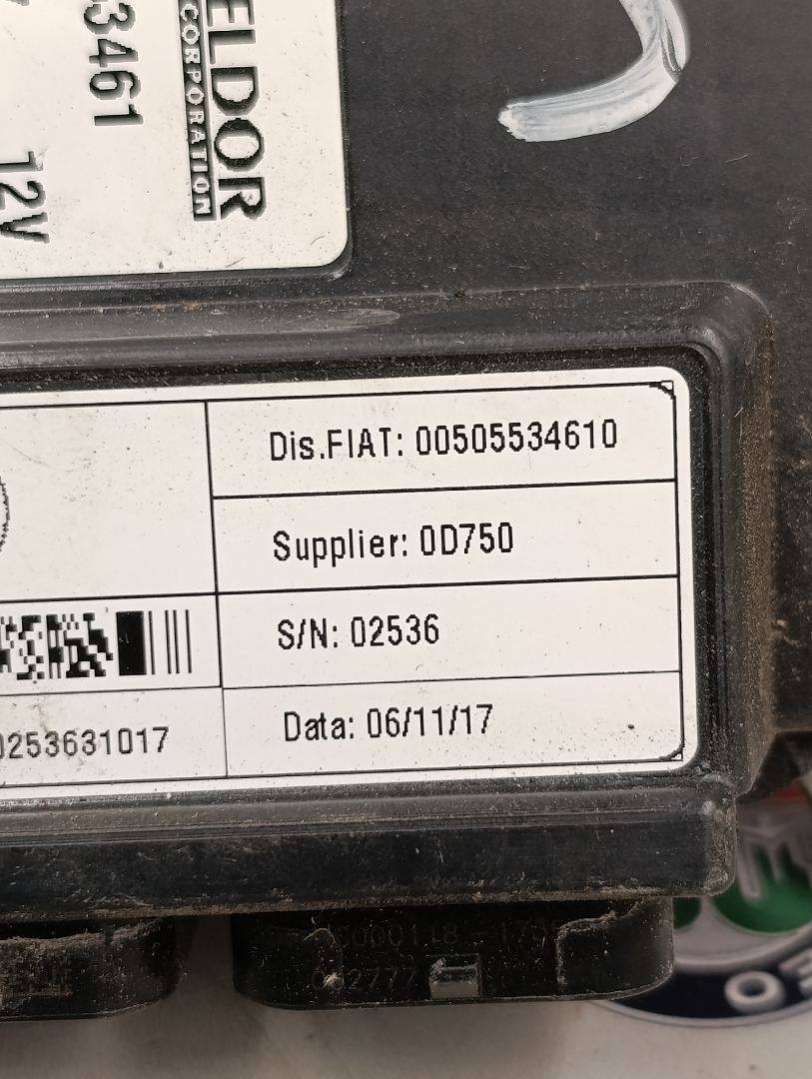 3461
12V
ELDOR
CORPORATION
Dis.FIAT: 00505534610
Supplier: 0D750
S/N: 02536
Data: 06/11/17
0253631017